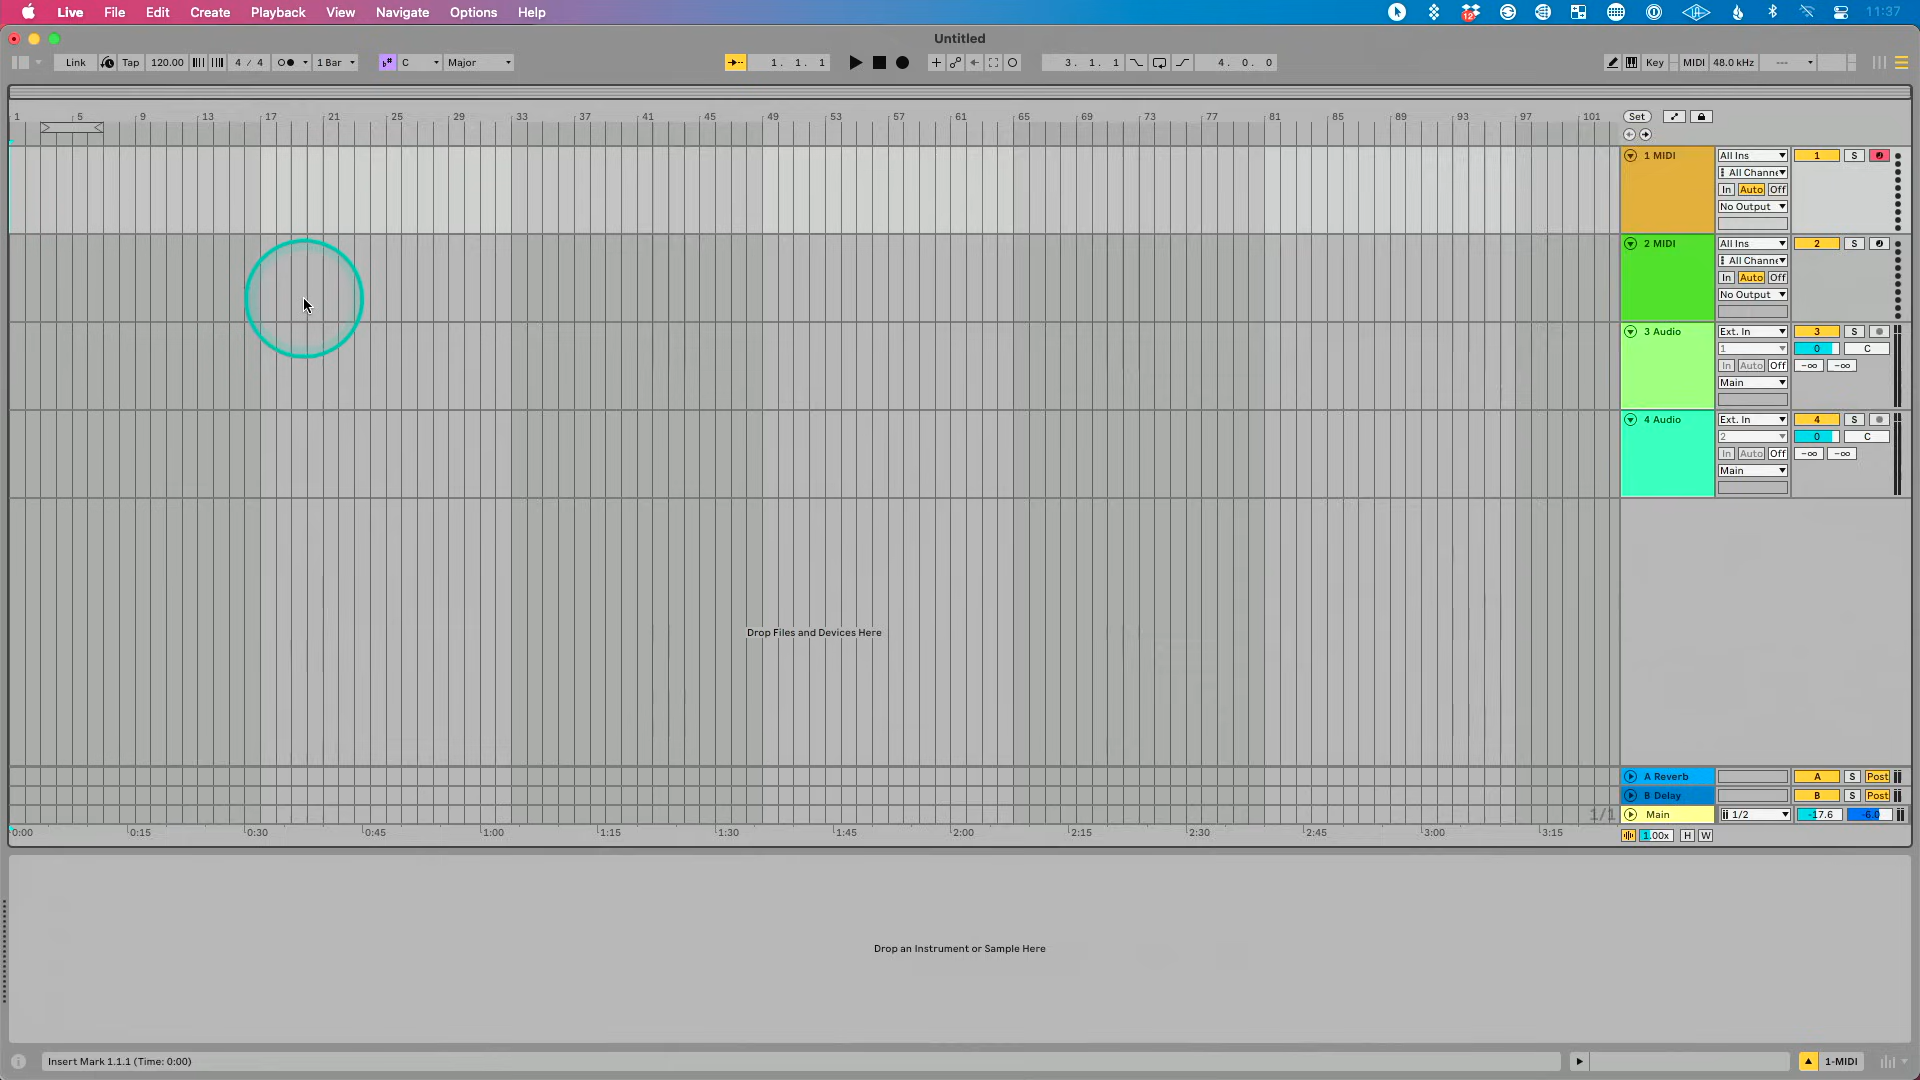 Live File Edit Create Playback View Navigate Options Help 12 11:37
Untitled
Link Tap 120.00 4 / 4 1 Bar C Major 1. 1. 1 3. 1. 1 4. 0. 0 Key MIDI 48.0 kHz ---
1 5 9 13 17 21 25 29 33 37 41 45 49 53 57 61 65 69 73 77 81 85 89 93 97 101 Set
1 MIDI All Ins 1 S
All Channe
In Auto Off
No Output
2 MIDI All Ins 2 S
All Channe
In Auto Off
No Output
3 Audio Ext. In 3 S
1 0 C
In Auto Off -∞ -∞
Main
4 Audio Ext. In 4 S
2 0 C
In Auto Off -∞ -∞
Main
Drop Files and Devices Here
A Reverb A S Post
B Delay B S Post
1/1 Main 1/2 -17.6 -6.0
0:00 0:15 0:30 0:45 1:00 1:15 1:30 1:45 2:00 2:15 2:30 2:45 3:00 3:15 1.00x H W
Drop an Instrument or Sample Here
Insert Mark 1.1.1 (Time: 0:00) 1-MIDI